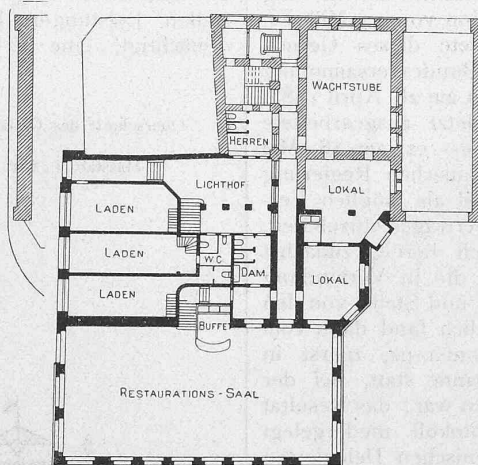 WACHTSTUBE
HERREN
LICHTHOF
LOKAL
LADEN
LADEN
W.C
DAM.
LOKAL
LADEN
BUFFET
RESTAURATIONS - SAAL